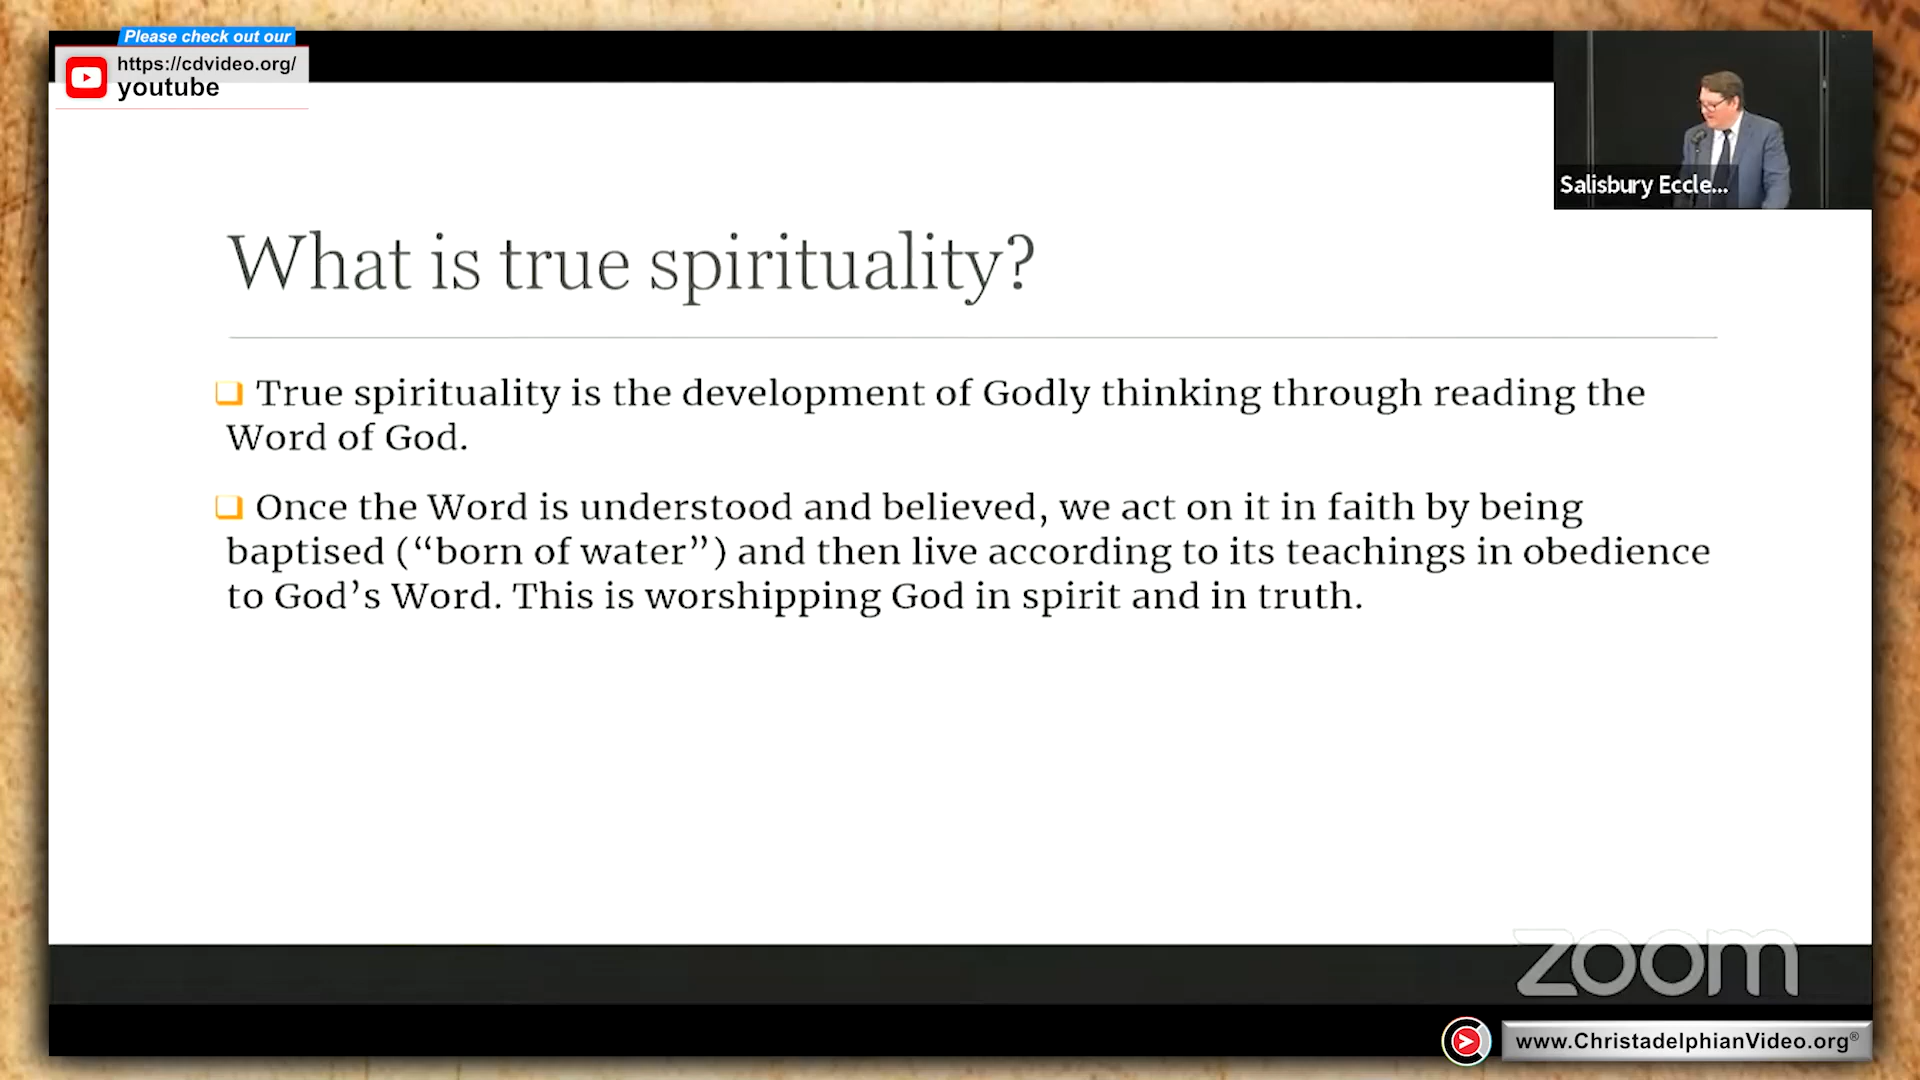 Please check out our
https://cdvideo.org/
youtube
Salisbury Eccle...
What is true spirituality?
True spirituality is the development of Godly thinking through reading the
Word of God.
Once the Word is understood and believed, we act on it in faith by being
baptised (“born of water”) and then live according to its teachings in obedience
to God’s Word. This is worshipping God in spirit and in truth.
zoom
www.ChristadelphianVideo.org®